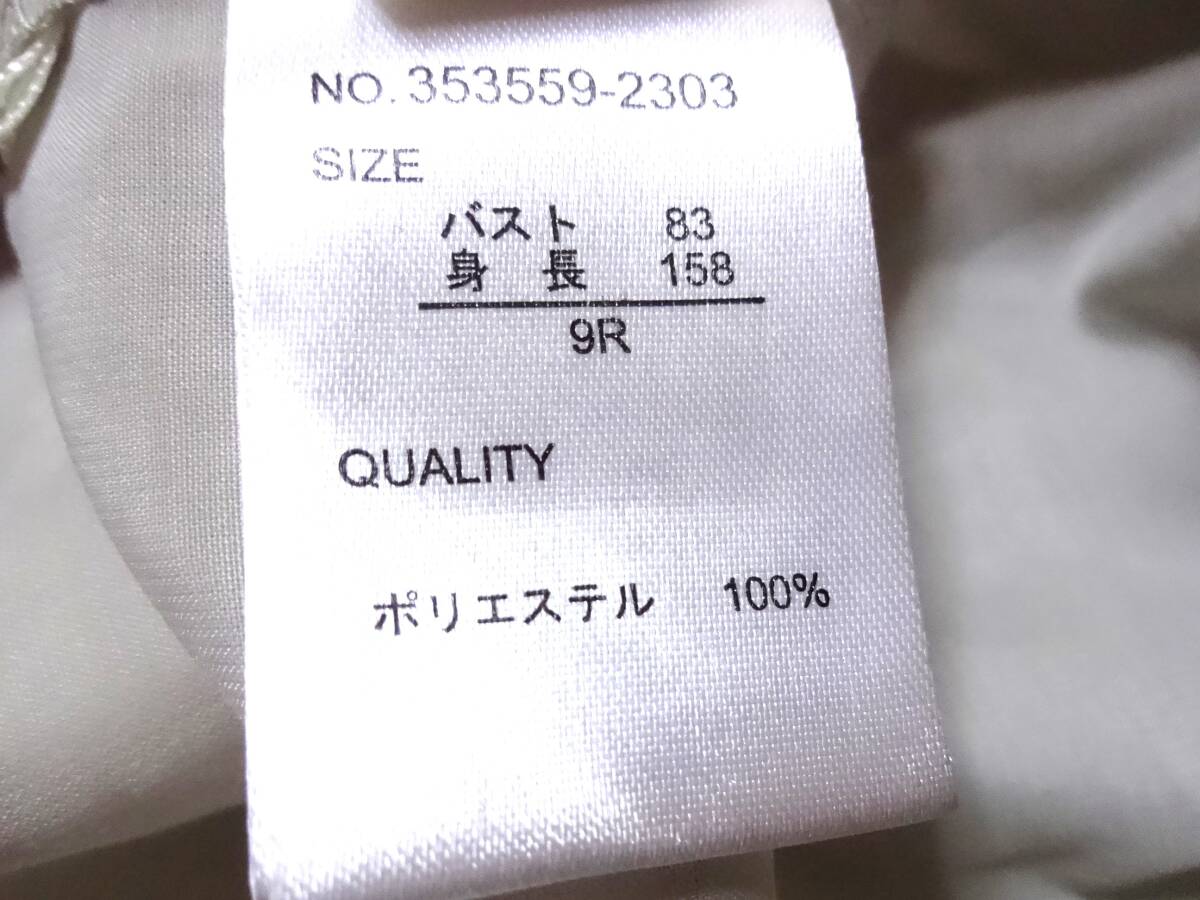 NO.353559-2303
SIZE
バスト 83
身 長 158
9R
QUALITY
ポリエステル 100%